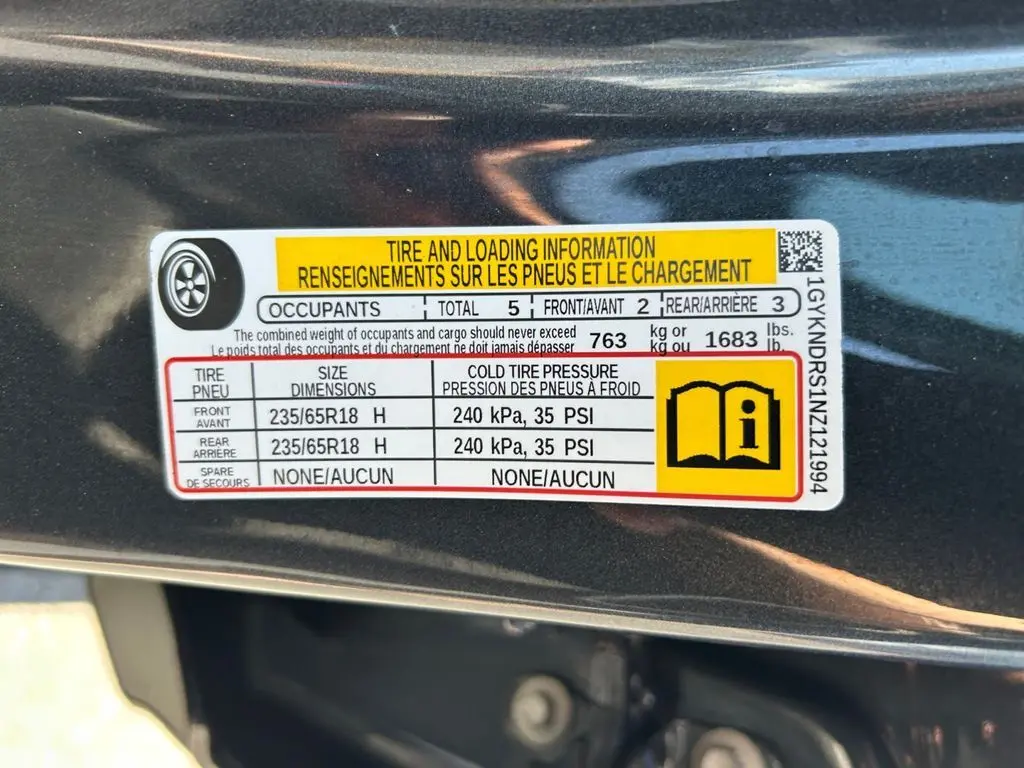 TIRE AND LOADING INFORMATION
RENSEIGNEMENTS SUR LES PNEUS ET LE CHARGEMENT
OCCUPANTS TOTAL 5 FRONT/AVANT 2 REAR/ARRIÈRE 3
The combined weight of occupants and cargo should never exceed 763 kg or 1683 lbs.
Le poids total des occupants et du chargement ne doit jamais dépasser kg ou lb.
TIRE SIZE COLD TIRE PRESSURE
PNEU DIMENSIONS PRESSION DES PNEUS À FROID
FRONT
AVANT 235/65R18 H 240 kPa, 35 PSI
REAR
ARRIÈRE 235/65R18 H 240 kPa, 35 PSI
SPARE
DE SECOURS NONE/AUCUN NONE/AUCUN
1GYKNDRS1NZ121994